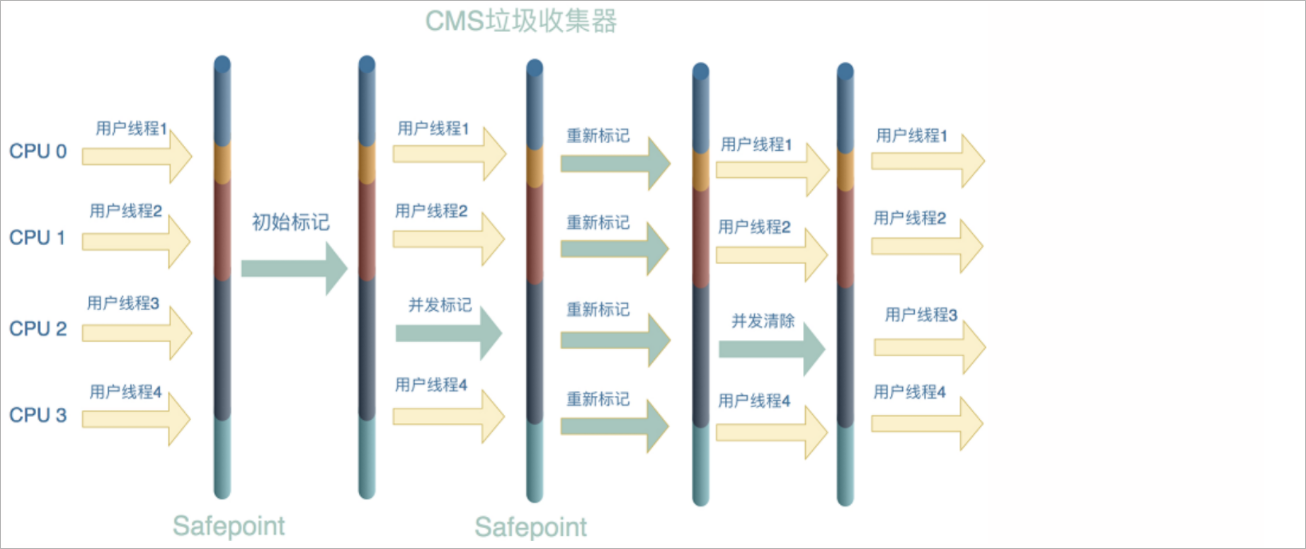 CMS垃圾收集器
用户线程1 用户线程1 重新标记 用户线程1 用户线程1
CPU 0
用户线程2 用户线程2 重新标记 用户线程2 用户线程2
CPU 1 初始标记
用户线程3 并发标记 重新标记 并发清除 用户线程3
CPU 2
用户线程4 用户线程4 重新标记 用户线程4 用户线程4
CPU 3
Safepoint Safepoint